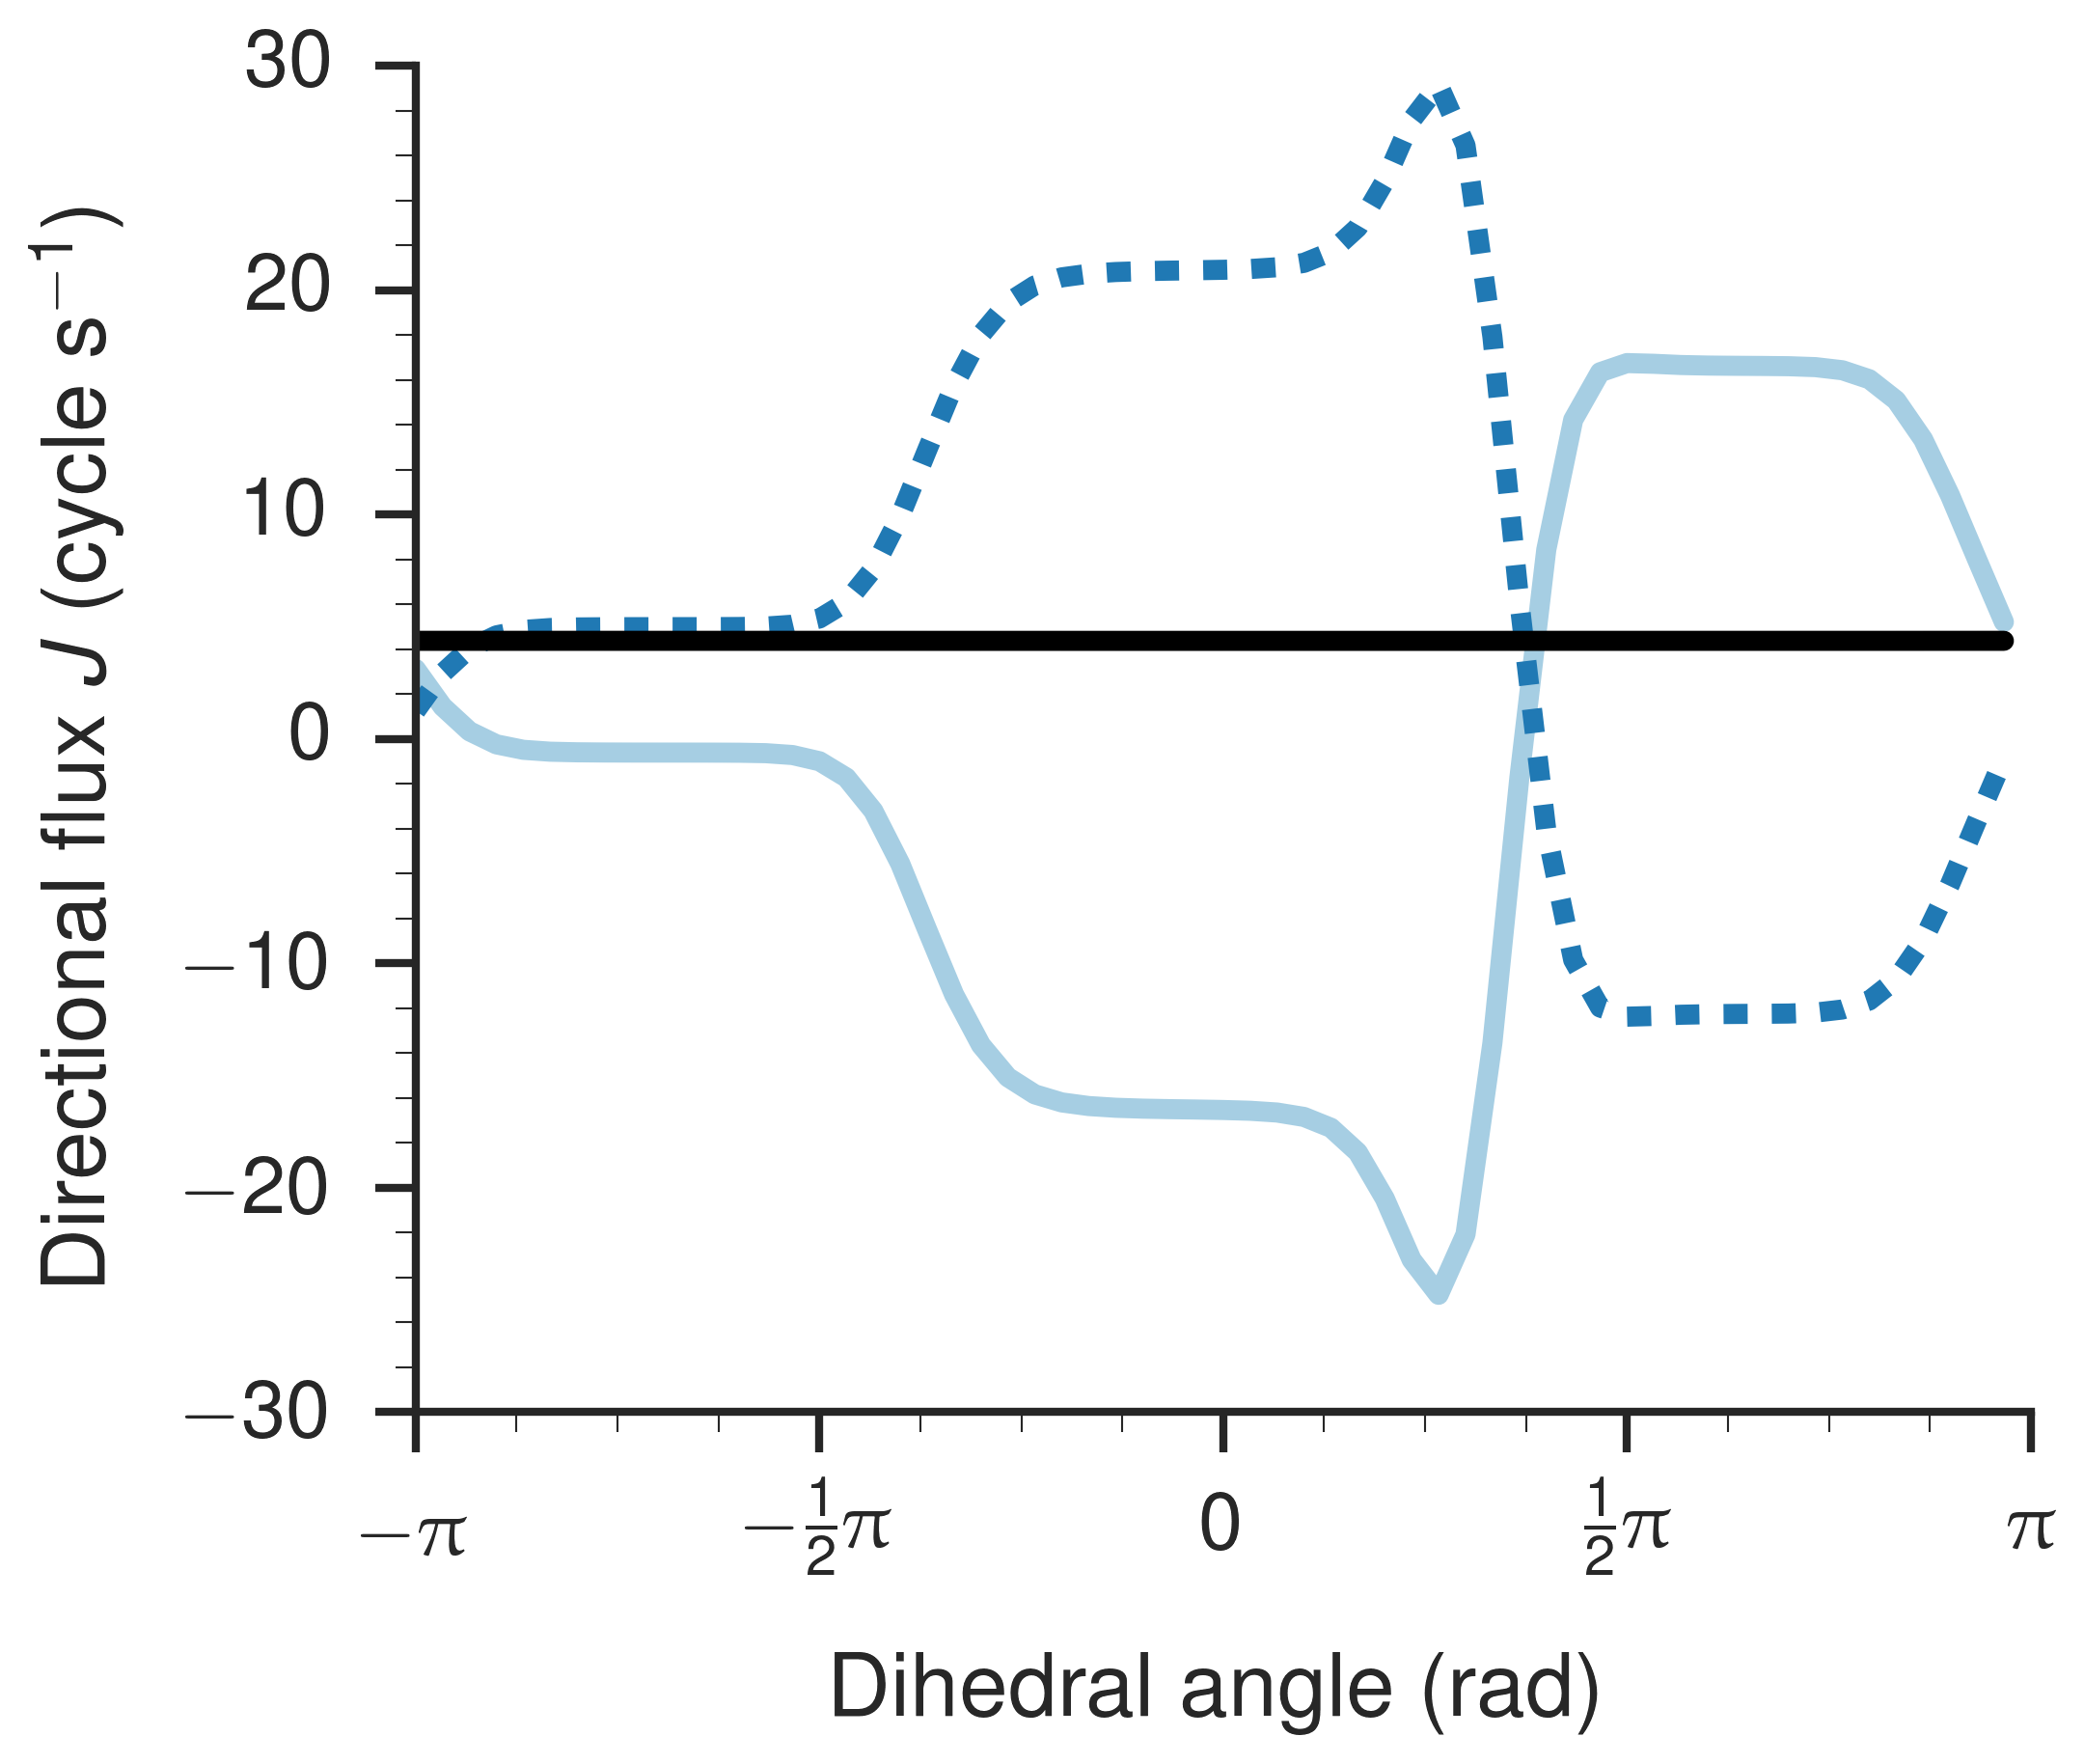 Directional flux J (cycle s⁻¹)
30
20
10
0
−10
−20
−30
−π
−½π
0
½π
π
Dihedral angle (rad)